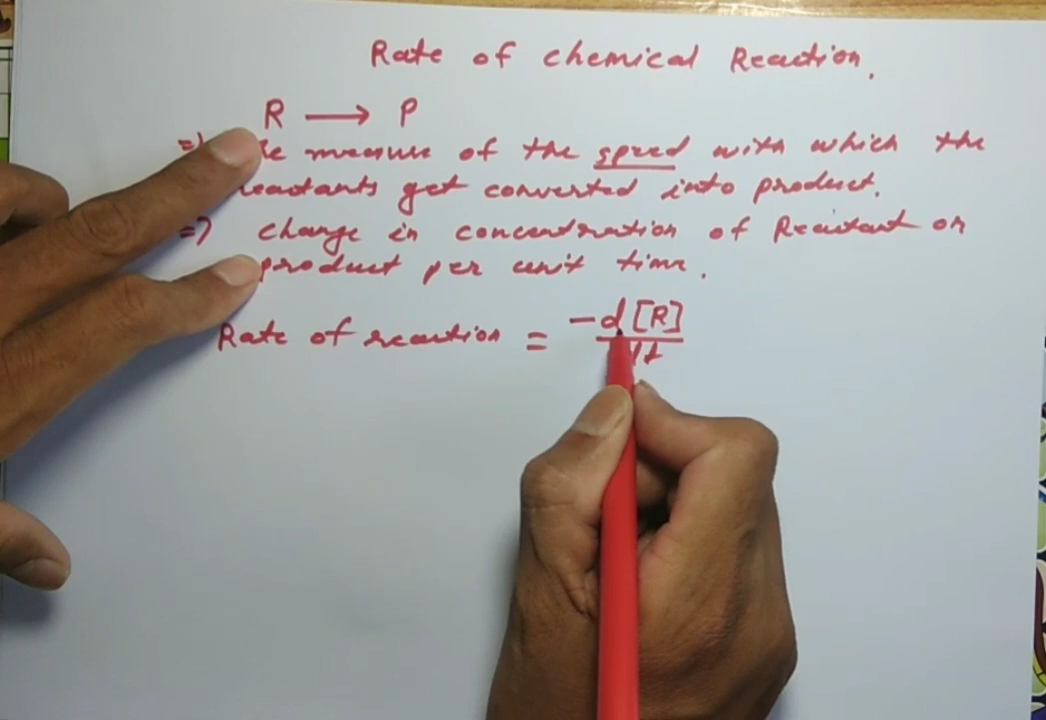 Rate of chemical Reaction.
R → P
measure of the speed with which the
get converted into product.
=> change in concentration of Reactant or
product per unit time.
Rate of reaction = -d[R]
dt